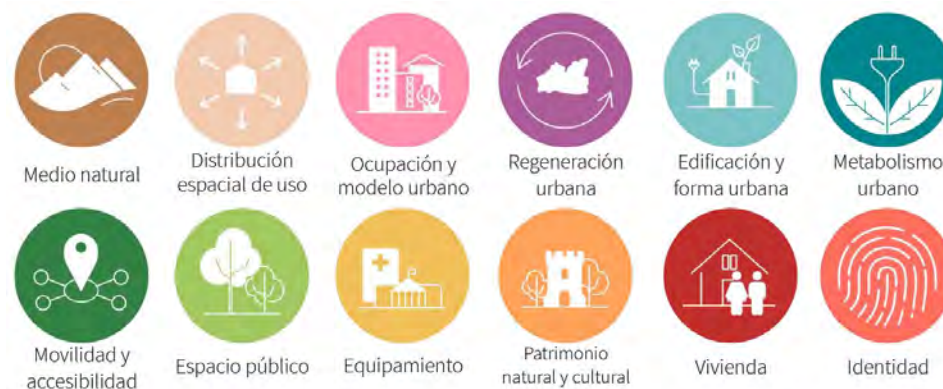 Medio natural
Distribución
espacial de uso
Ocupación y
modelo urbano
Regeneración
urbana
Edificación y
forma urbana
Metabolismo
urbano
Movilidad y
accesibilidad
Espacio público
Equipamiento
Patrimonio
natural y cultural
Vivienda
Identidad